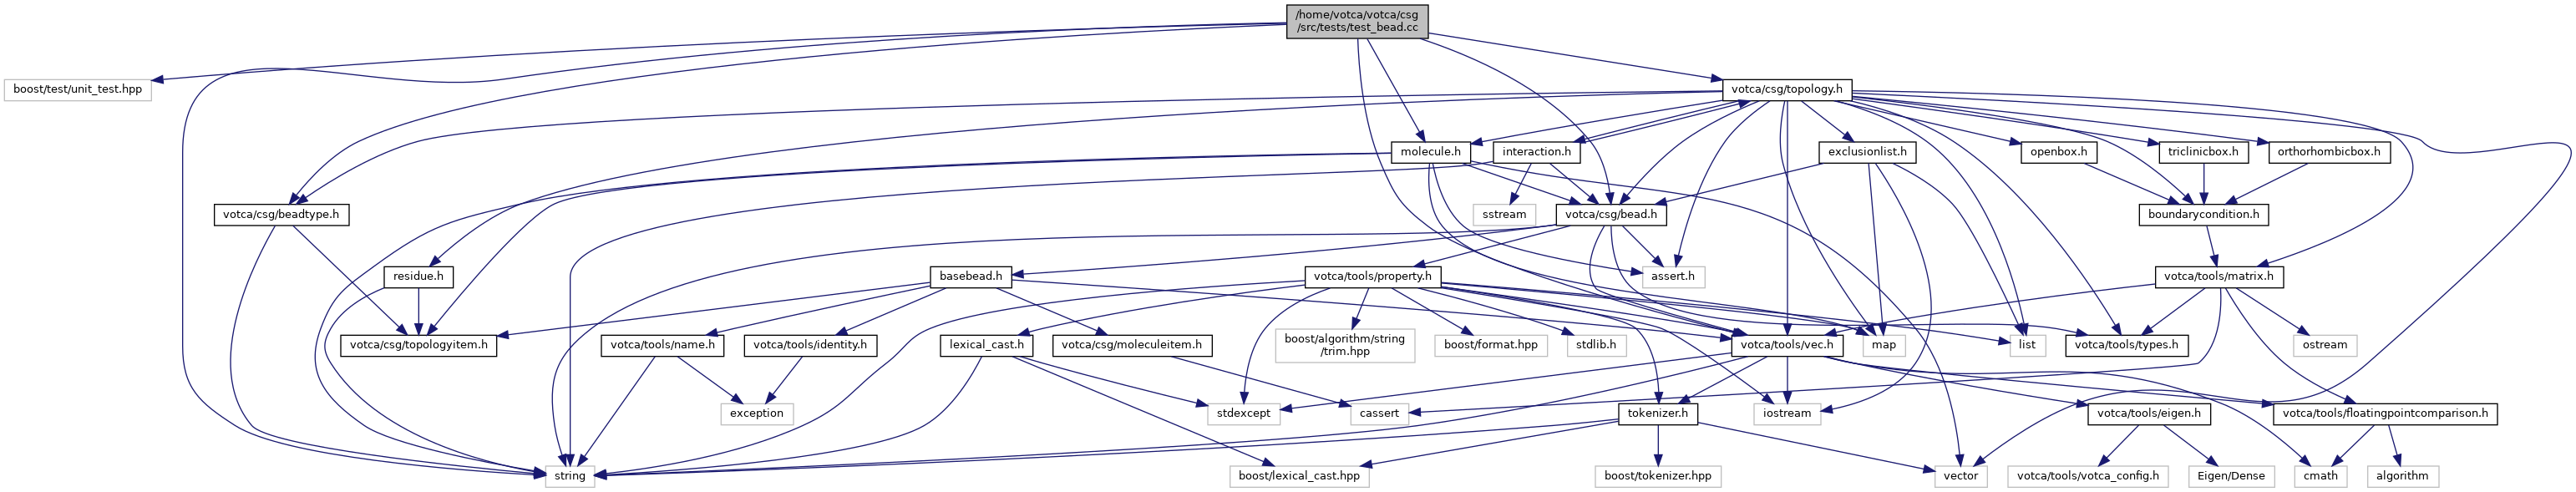 /home/votca/votca/csg
/src/tests/test_bead.cc
boost/test/unit_test.hpp
votca/csg/topology.h
molecule.h
interaction.h
exclusionlist.h
openbox.h
triclinicbox.h
orthorhombicbox.h
votca/csg/beadtype.h
sstream
votca/csg/bead.h
boundarycondition.h
residue.h
basebead.h
votca/tools/property.h
assert.h
votca/tools/matrix.h
votca/csg/topologyitem.h
votca/tools/name.h
votca/tools/identity.h
lexical_cast.h
votca/csg/moleculeitem.h
boost/algorithm/string
/trim.hpp
boost/format.hpp
stdlib.h
votca/tools/vec.h
map
list
votca/tools/types.h
ostream
exception
stdexcept
cassert
tokenizer.h
iostream
votca/tools/eigen.h
votca/tools/floatingpointcomparison.h
string
boost/lexical_cast.hpp
boost/tokenizer.hpp
vector
votca/tools/votca_config.h
Eigen/Dense
cmath
algorithm